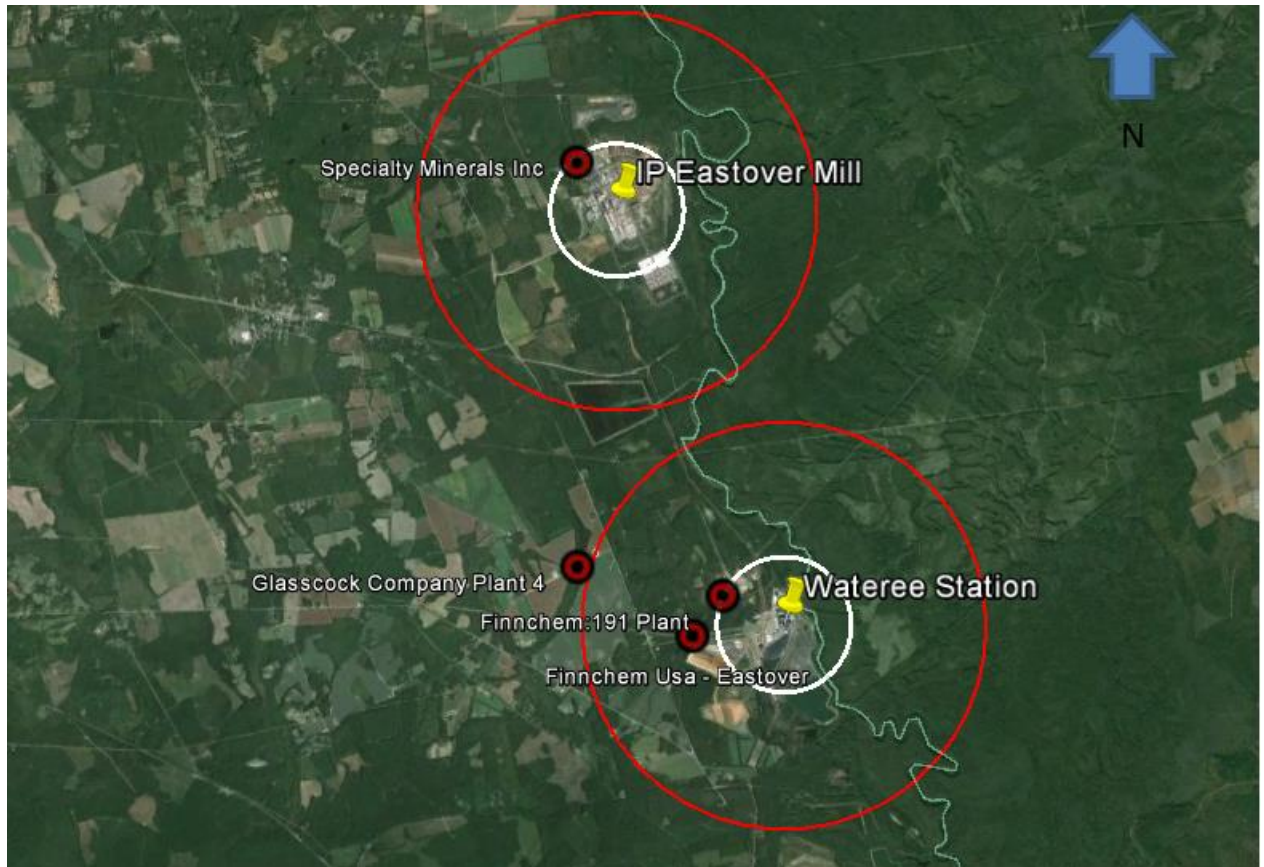 N
Specialty Minerals Inc
IP Eastover Mill
Glasscock Company Plant 4
Wateree Station
Finnchem 191 Plant
Finnchem Usa - Eastover